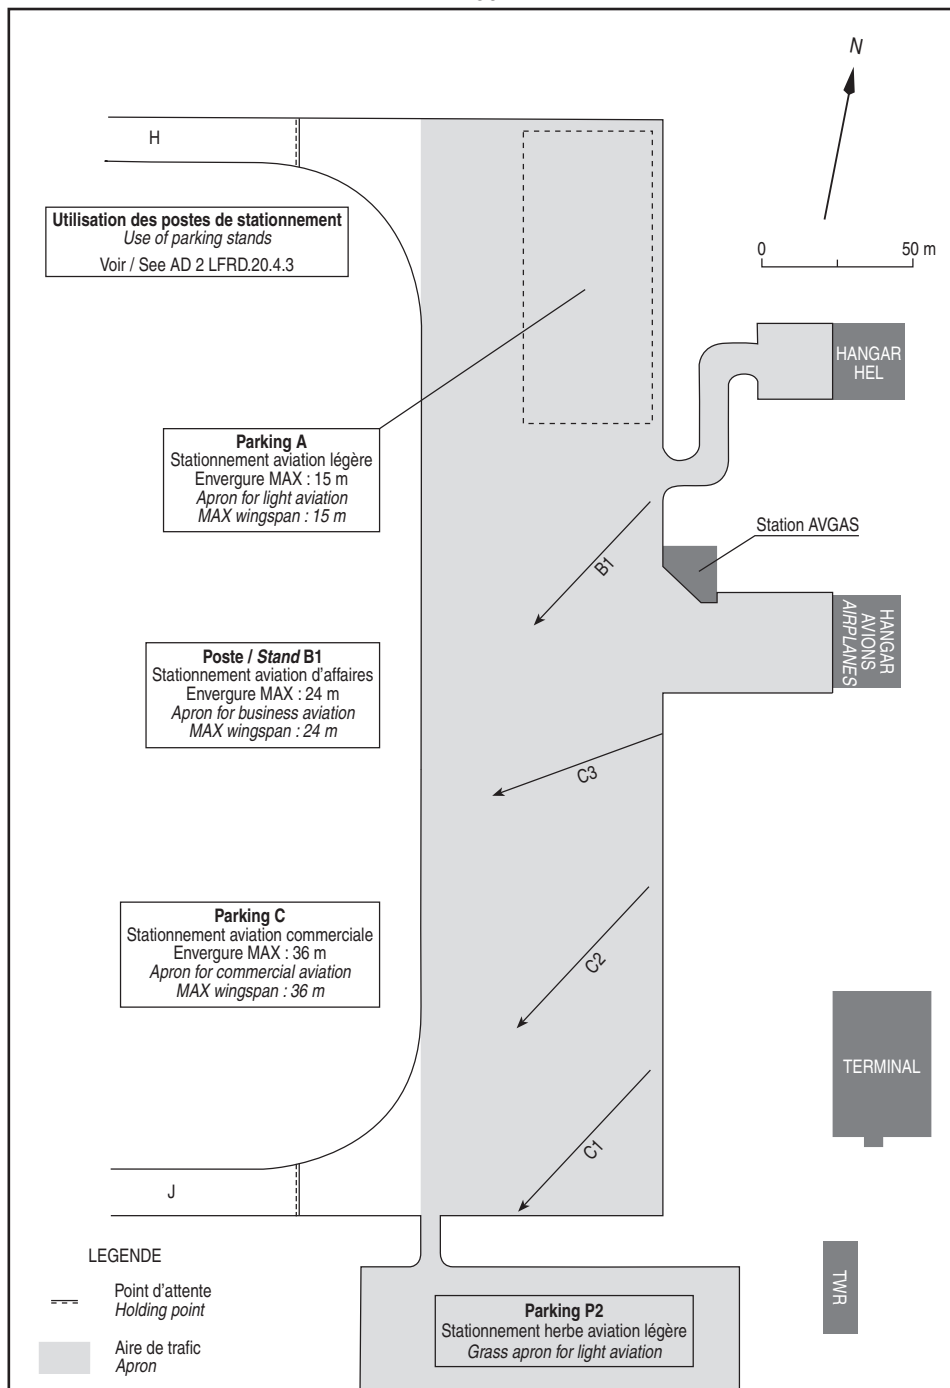 N
H
Utilisation des postes de stationnement
Use of parking stands
Voir / See AD 2 LFRD.20.4.3
0 50 m
HANGAR
HEL
Parking A
Stationnement aviation légère
Envergure MAX : 15 m
Apron for light aviation
MAX wingspan : 15 m
Station AVGAS
B1
HANGAR
AVIONS
AIRPLANES
Poste / Stand B1
Stationnement aviation d'affaires
Envergure MAX : 24 m
Apron for business aviation
MAX wingspan : 24 m
C3
Parking C
Stationnement aviation commerciale
Envergure MAX : 36 m
Apron for commercial aviation
MAX wingspan : 36 m
C2
TERMINAL
C1
J
LEGENDE
Point d'attente
Holding point
Aire de trafic
Apron
TWR
Parking P2
Stationnement herbe aviation légère
Grass apron for light aviation